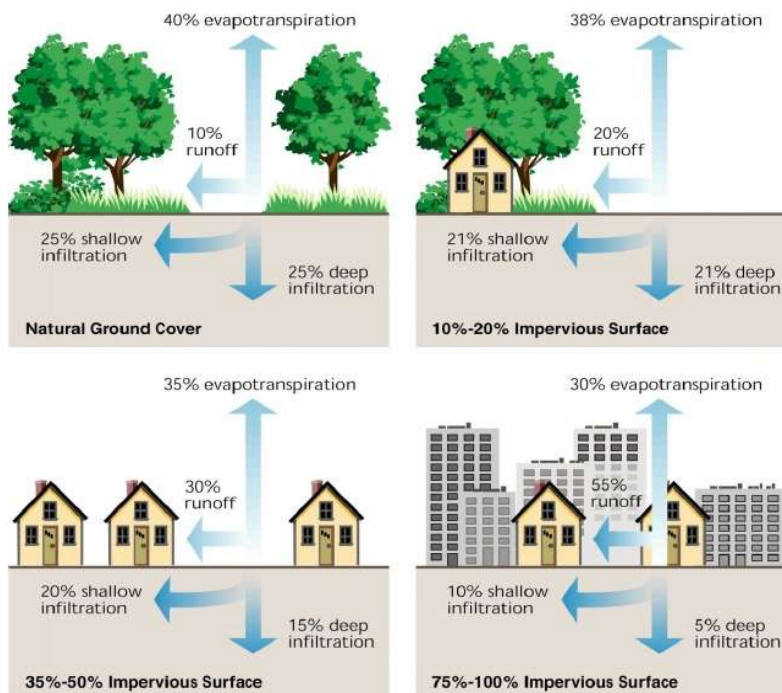 40% evapotranspiration
10%
runoff
25% shallow
infiltration
25% deep
infiltration
Natural Ground Cover
38% evapotranspiration
20%
runoff
21% shallow
infiltration
21% deep
infiltration
10%-20% Impervious Surface
35% evapotranspiration
30%
runoff
20% shallow
infiltration
15% deep
infiltration
35%-50% Impervious Surface
30% evapotranspiration
55%
runoff
10% shallow
infiltration
5% deep
infiltration
75%-100% Impervious Surface